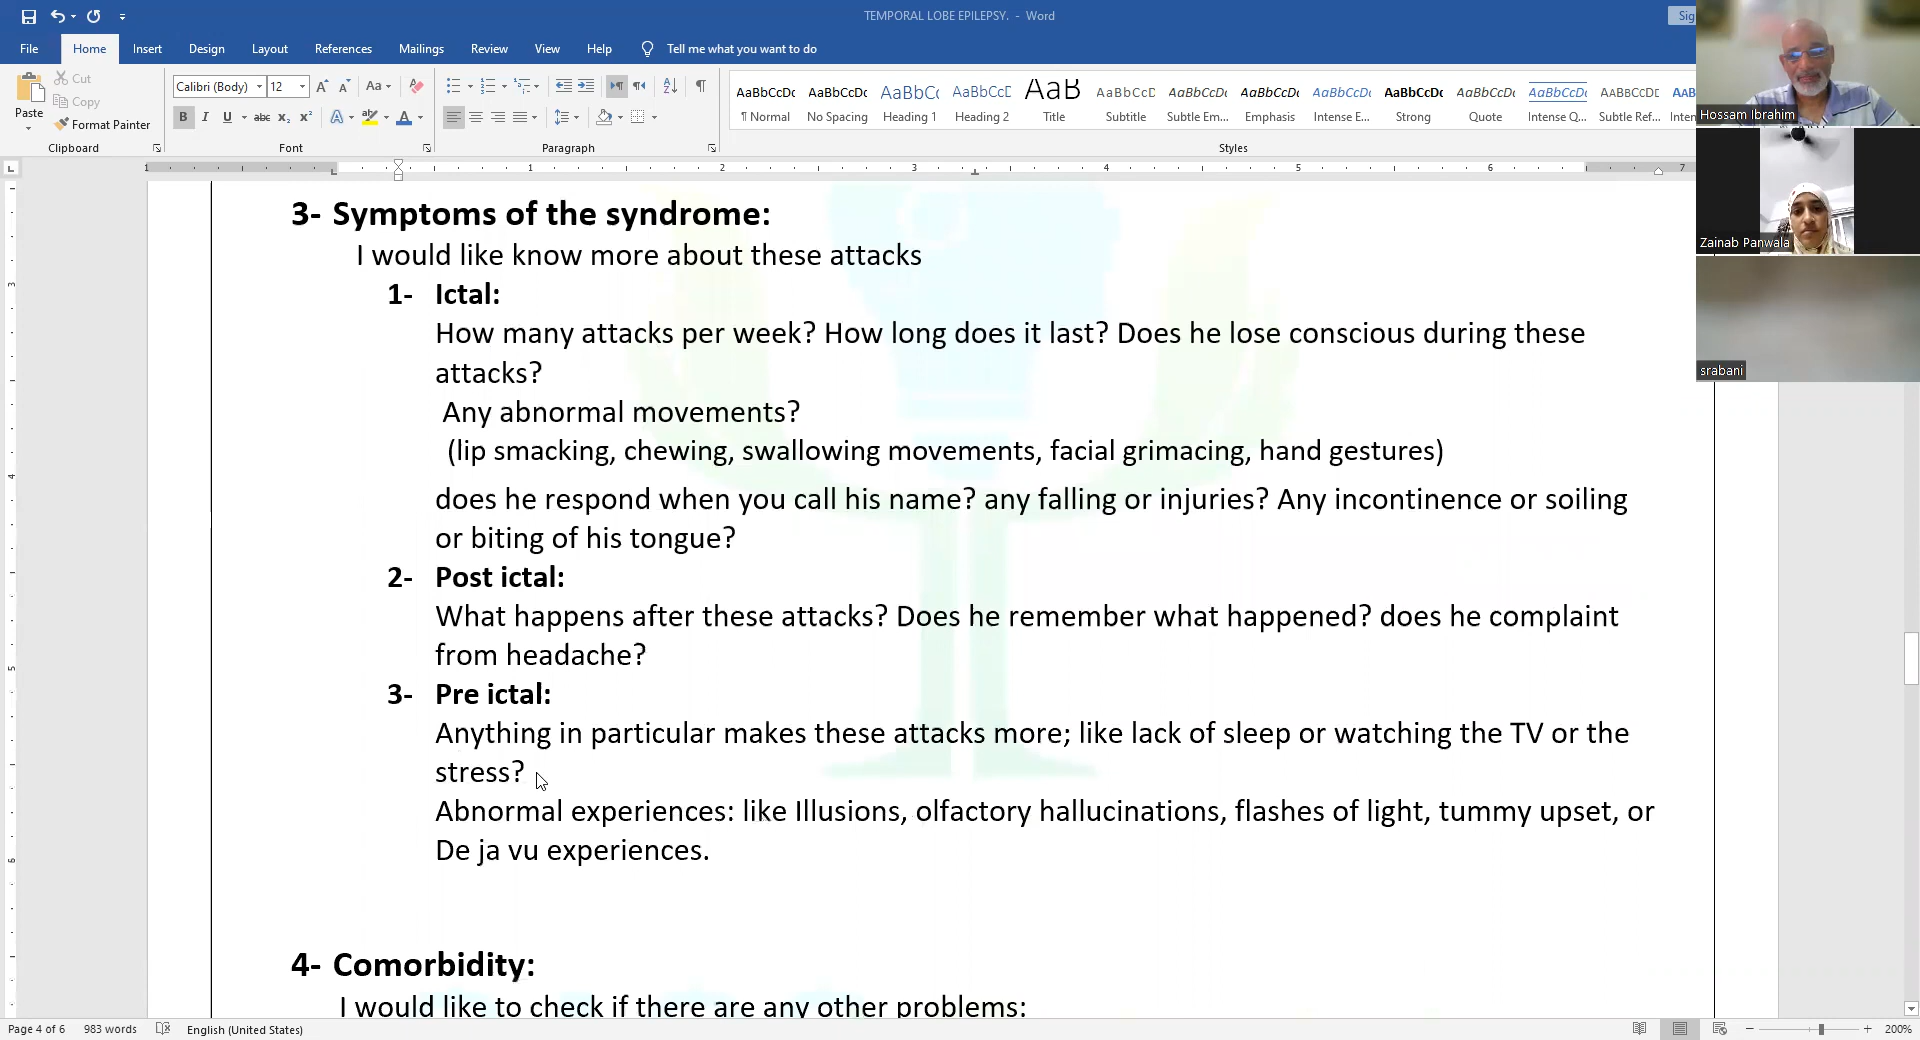 TEMPORAL LOBE EPILEPSY. - Word
Sig
File Home Insert Design Layout References Mailings Review View Help Tell me what you want to do
Paste
Cut
Copy
Format Painter
Clipboard
Calibri (Body) 12
Font
Paragraph
AaBbCcDc AaBbCcDc AaBbC( AaBbCcE AaB AaBbCcD AaBbCcDc AaBbCcDc AaBbCcDc AaBbCcDc AaBbCcDc AaBbCcDc AABBCCDE AAB
¶ Normal No Spacing Heading 1 Heading 2 Title Subtitle Subtle Em... Emphasis Intense E... Strong Quote Intense Q... Subtle Ref... Inten
Styles
Hossam Ibrahim
Zainab Panwala
srabani
3- Symptoms of the syndrome:
I would like know more about these attacks
1- Ictal:
How many attacks per week? How long does it last? Does he lose conscious during these
attacks?
Any abnormal movements?
(lip smacking, chewing, swallowing movements, facial grimacing, hand gestures)
does he respond when you call his name? any falling or injuries? Any incontinence or soiling
or biting of his tongue?
2- Post ictal:
What happens after these attacks? Does he remember what happened? does he complaint
from headache?
3- Pre ictal:
Anything in particular makes these attacks more; like lack of sleep or watching the TV or the
stress?
Abnormal experiences: like Illusions, olfactory hallucinations, flashes of light, tummy upset, or
De ja vu experiences.
4- Comorbidity:
I would like to check if there are any other problems:
Page 4 of 6 983 words English (United States) 200%